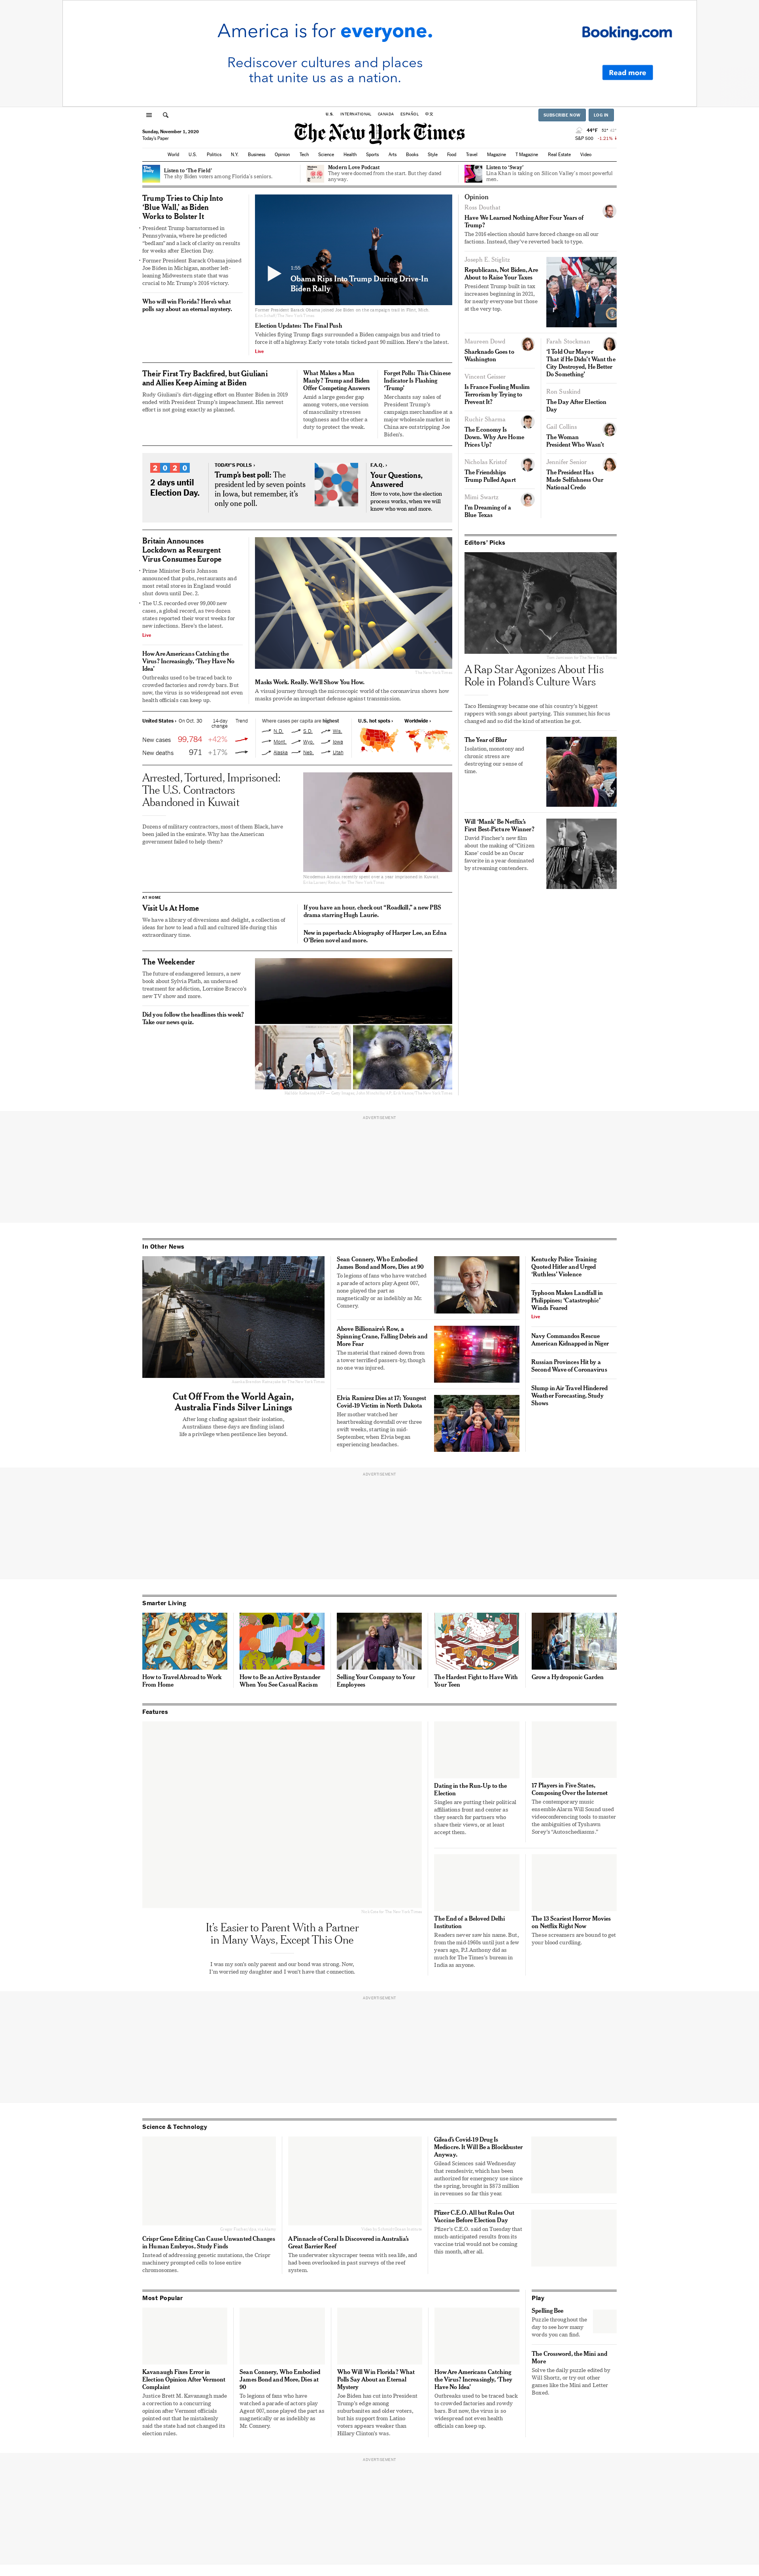 America is for everyone.
Rediscover cultures and places
that unite us as a nation.
Booking.com
Read more
U.S. INTERNATIONAL CANADA ESPAÑOL 中文
SUBSCRIBE NOW LOG IN
Sunday, November 1, 2020
Today's Paper
The New York Times
44°F 51° 42°
S&P 500 -1.21%
World U.S. Politics N.Y. Business Opinion Tech Science Health Sports Arts Books Style Food Travel Magazine T Magazine Real Estate Video
Listen to 'The Field'
The shy Biden voters among Florida's seniors.
Modern Love Podcast
They were doomed from the start. But they dated
anyway.
Listen to 'Sway'
Lina Khan is taking on Silicon Valley's most powerful
men.
Trump Tries to Chip Into
'Blue Wall,' as Biden
Works to Bolster It
• President Trump barnstormed in
Pennsylvania, where he predicted
"bedlam" and a lack of clarity on results
for weeks after Election Day.
• Former President Barack Obama joined
Joe Biden in Michigan, another left-
leaning Midwestern state that was
crucial to Mr. Trump's 2016 victory.
Who will win Florida? Here's what
polls say about an eternal mystery.
1:55
Obama Rips Into Trump During Drive-In
Biden Rally
Former President Barack Obama joined Joe Biden on the campaign trail in Flint, Mich.
Election Updates: The Final Push
Vehicles flying Trump flags surrounded a Biden campaign bus and tried to
force it off a highway. Early vote totals ticked past 90 million. Here's the latest.
Live
Their First Try Backfired, but Giuliani
and Allies Keep Aiming at Biden
Rudy Giuliani's dirt-digging effort on Hunter Biden in 2019
ended with President Trump's impeachment. His newest
effort is not going exactly as planned.
What Makes a Man
Manly? Trump and Biden
Offer Competing Answers
Amid a large gender gap
among voters, one version
of masculinity stresses
toughness and the other a
duty to protect the weak.
Forget Polls: This Chinese
Indicator Is Flashing
'Trump'
Merchants say sales of
President Trump's
campaign merchandise at a
major wholesale market in
China are outstripping Joe
Biden's.
2020
2 days until
Election Day.
TODAY'S POLLS ›
Trump's best poll: The
president led by seven points
in Iowa, but remember, it's
only one poll.
F.A.Q. ›
Your Questions,
Answered
How to vote, how the election
process works, when we will
know who won and more.
Britain Announces
Lockdown as Resurgent
Virus Consumes Europe
• Prime Minister Boris Johnson
announced that pubs, restaurants and
most retail stores in England would
shut down until Dec. 2.
• The U.S. recorded over 99,000 new
cases, a global record, as two dozen
states reported their worst weeks for
new infections. Here's the latest.
Live
How Are Americans Catching the
Virus? Increasingly, 'They Have No
Idea'
Outbreaks used to be traced back to
crowded factories and rowdy bars. But
now, the virus is so widespread not even
health officials can keep up.
The New York Times
Masks Work. Really. We'll Show You How.
A visual journey through the microscopic world of the coronavirus shows how
masks provide an important defense against transmission.
United States › On Oct. 30 14-day
change Trend
New cases 99,784 +42%
New deaths 971 +17%
Where cases per capita are highest
N.D. S.D. Wis.
Mont. Wyo. Iowa
Alaska Neb. Utah
U.S. hot spots › Worldwide ›
Arrested, Tortured, Imprisoned:
The U.S. Contractors
Abandoned in Kuwait
Dozens of military contractors, most of them Black, have
been jailed in the emirate. Why has the American
government failed to help them?
AT HOME
Visit Us At Home
We have a library of diversions and delight, a collection of
ideas for how to lead a full and cultured life during this
extraordinary time.
If you have an hour, check out "Roadkill," a new PBS
drama starring Hugh Laurie.
New in paperback: A biography of Harper Lee, an Edna
O'Brien novel and more.
The Weekender
The future of endangered lemurs, a new
book about Sylvia Plath, an underused
treatment for addiction, Lorraine Bracco's
new TV show and more.
Did you follow the headlines this week?
Take our news quiz.
Opinion
Ross Douthat
Have We Learned Nothing After Four Years of
Trump?
The 2016 election should have forced change on all our
factions. Instead, they've reverted back to type.
Joseph E. Stiglitz
Republicans, Not Biden, Are
About to Raise Your Taxes
President Trump built in tax
increases beginning in 2021,
for nearly everyone but those
at the very top.
Maureen Dowd
Sharknado Goes to
Washington
Vincent Geisser
Is France Fueling Muslim
Terrorism by Trying to
Prevent It?
Ruchir Sharma
The Economy Is
Down. Why Are Home
Prices Up?
Nicholas Kristof
The Friendships
Trump Pulled Apart
Mimi Swartz
I'm Dreaming of a
Blue Texas
Farah Stockman
'I Told Our Mayor
That if He Didn't Want the
City Destroyed, He Better
Do Something'
Ron Suskind
The Day After Election
Day
Gail Collins
The Woman
President Who Wasn't
Jennifer Senior
The President Has
Made Selfishness Our
National Credo
Editors' Picks
A Rap Star Agonizes About His
Role in Poland's Culture Wars
Taco Hemingway became one of his country's biggest
rappers with songs about partying. This summer, his focus
changed and so did the kind of attention he got.
The Year of Blur
Isolation, monotony and
chronic stress are
destroying our sense of
time.
Will 'Mank' Be Netflix's
First Best-Picture Winner?
David Fincher's new film
about the making of "Citizen
Kane" could be an Oscar
favorite in a year dominated
by streaming contenders.
ADVERTISEMENT
In Other News
Cut Off From the World Again,
Australia Finds Silver Linings
After long chafing against their isolation,
Australians these days are finding island
life a privilege when pestilence lies beyond.
Sean Connery, Who Embodied
James Bond and More, Dies at 90
To legions of fans who have watched
a parade of actors play Agent 007,
none played the part as
magnetically or as indelibly as Mr.
Connery.
Above Billionaire's Row, a
Spinning Crane, Falling Debris and
More Fear
The material that rained down from
a tower terrified passers-by, though
no one was injured.
Elvia Ramirez Dies at 17; Youngest
Covid-19 Victim in North Dakota
Her mother watched her
heartbreaking downfall over three
swift weeks, starting in mid-
September, when Elvia began
experiencing headaches.
Kentucky Police Training
Quoted Hitler and Urged
'Ruthless' Violence
Typhoon Makes Landfall in
Philippines; 'Catastrophic'
Winds Feared
Live
Navy Commandos Rescue
American Kidnapped in Niger
Russian Provinces Hit by a
Second Wave of Coronavirus
Slump in Air Travel Hindered
Weather Forecasting, Study
Shows
ADVERTISEMENT
Smarter Living
How to Travel Abroad to Work
From Home
How to Be an Active Bystander
When You See Casual Racism
Selling Your Company to Your
Employees
The Hardest Fight to Have With
Your Teen
Grow a Hydroponic Garden
Features
It's Easier to Parent With a Partner
in Many Ways, Except This One
I was my son's only parent and our bond was strong. Now,
I'm worried my daughter and I won't have that connection.
Dating in the Run-Up to the
Election
Singles are putting their political
affiliations front and center as
they search for partners who
share their views, or at least
accept them.
17 Players in Five States,
Composing Over the Internet
The contemporary music
ensemble Alarm Will Sound used
videoconferencing tools to master
the ambiguities of Tyshawn
Sorey's "Autoschediasms."
The End of a Beloved Delhi
Institution
Readers never saw his name. But,
from the mid-1960s until just a few
years ago, P.J. Anthony did as
much for The Times's bureau in
India as anyone.
The 13 Scariest Horror Movies
on Netflix Right Now
These screamers are bound to get
your blood curdling.
ADVERTISEMENT
Science & Technology
Crispr Gene Editing Can Cause Unwanted Changes
in Human Embryos, Study Finds
Instead of addressing genetic mutations, the Crispr
machinery prompted cells to lose entire
chromosomes.
A Pinnacle of Coral Is Discovered in Australia's
Great Barrier Reef
The underwater skyscraper teems with sea life, and
had been overlooked in past surveys of the reef
system.
Gilead's Covid-19 Drug Is
Mediocre. It Will Be a Blockbuster
Anyway.
Gilead Sciences said Wednesday
that remdesivir, which has been
authorized for emergency use since
the spring, brought in $873 million
in revenues so far this year.
Pfizer C.E.O. All but Rules Out
Vaccine Before Election Day
Pfizer's C.E.O. said on Tuesday that
much-anticipated results from its
vaccine trial would not be coming
this month, after all.
Most Popular
Kavanaugh Fixes Error in
Election Opinion After Vermont
Complaint
Justice Brett M. Kavanaugh made
a correction to a concurring
opinion after Vermont officials
pointed out that he mistakenly
said the state had not changed its
election rules.
Sean Connery, Who Embodied
James Bond and More, Dies at
90
To legions of fans who have
watched a parade of actors play
Agent 007, none played the part as
magnetically or as indelibly as
Mr. Connery.
Who Will Win Florida? What
Polls Say About an Eternal
Mystery
Joe Biden has cut into President
Trump's edge among
suburbanites and older voters,
but his support from Latino
voters appears weaker than
Hillary Clinton's was.
How Are Americans Catching
the Virus? Increasingly, 'They
Have No Idea'
Outbreaks used to be traced back
to crowded factories and rowdy
bars. But now, the virus is so
widespread not even health
officials can keep up.
Play
Spelling Bee
Puzzle throughout the
day to see how many
words you can find.
The Crossword, the Mini and
More
Solve the daily puzzle edited by
Will Shortz, or try out other
games like the Mini and Letter
Boxed.
ADVERTISEMENT